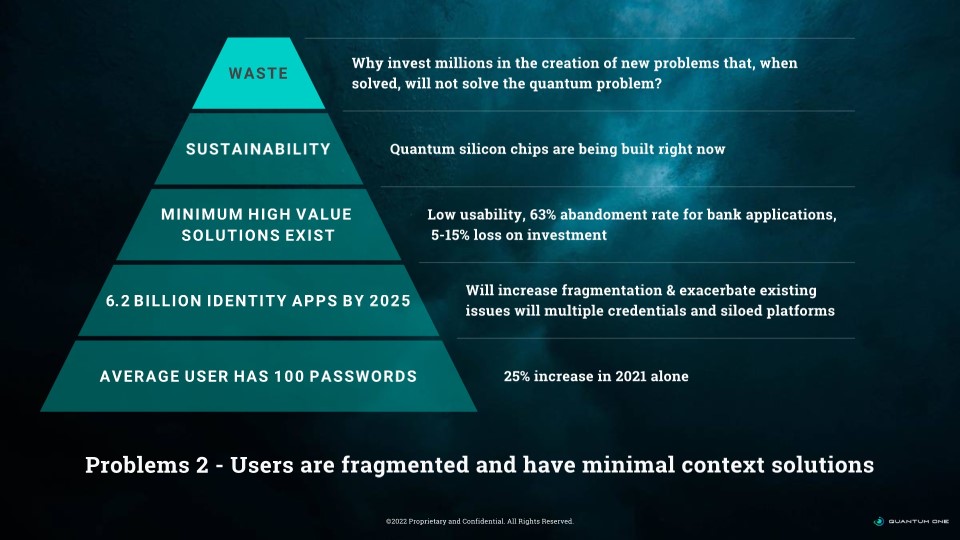 WASTE
Why invest millions in the creation of new problems that, when
solved, will not solve the quantum problem?
SUSTAINABILITY
Quantum silicon chips are being built right now
MINIMUM HIGH VALUE
SOLUTIONS EXIST
Low usability, 63% abandoment rate for bank applications,
5-15% loss on investment
6.2 BILLION IDENTITY APPS BY 2025
Will increase fragmentation & exacerbate existing
issues will multiple credentials and siloed platforms
AVERAGE USER HAS 100 PASSWORDS
25% increase in 2021 alone
Problems 2 - Users are fragmented and have minimal context solutions
©2022 Proprietary and Confidential. All Rights Reserved.
QUANTUM ONE